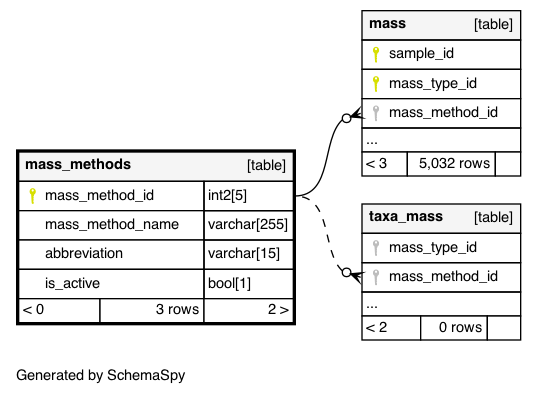 mass_methods [table]
mass_method_id int2[5]
mass_method_name varchar[255]
abbreviation varchar[15]
is_active bool[1]
< 0 3 rows 2 >
mass [table]
sample_id
mass_type_id
mass_method_id
...
< 3 5,032 rows
taxa_mass [table]
mass_type_id
mass_method_id
...
< 2 0 rows
Generated by SchemaSpy